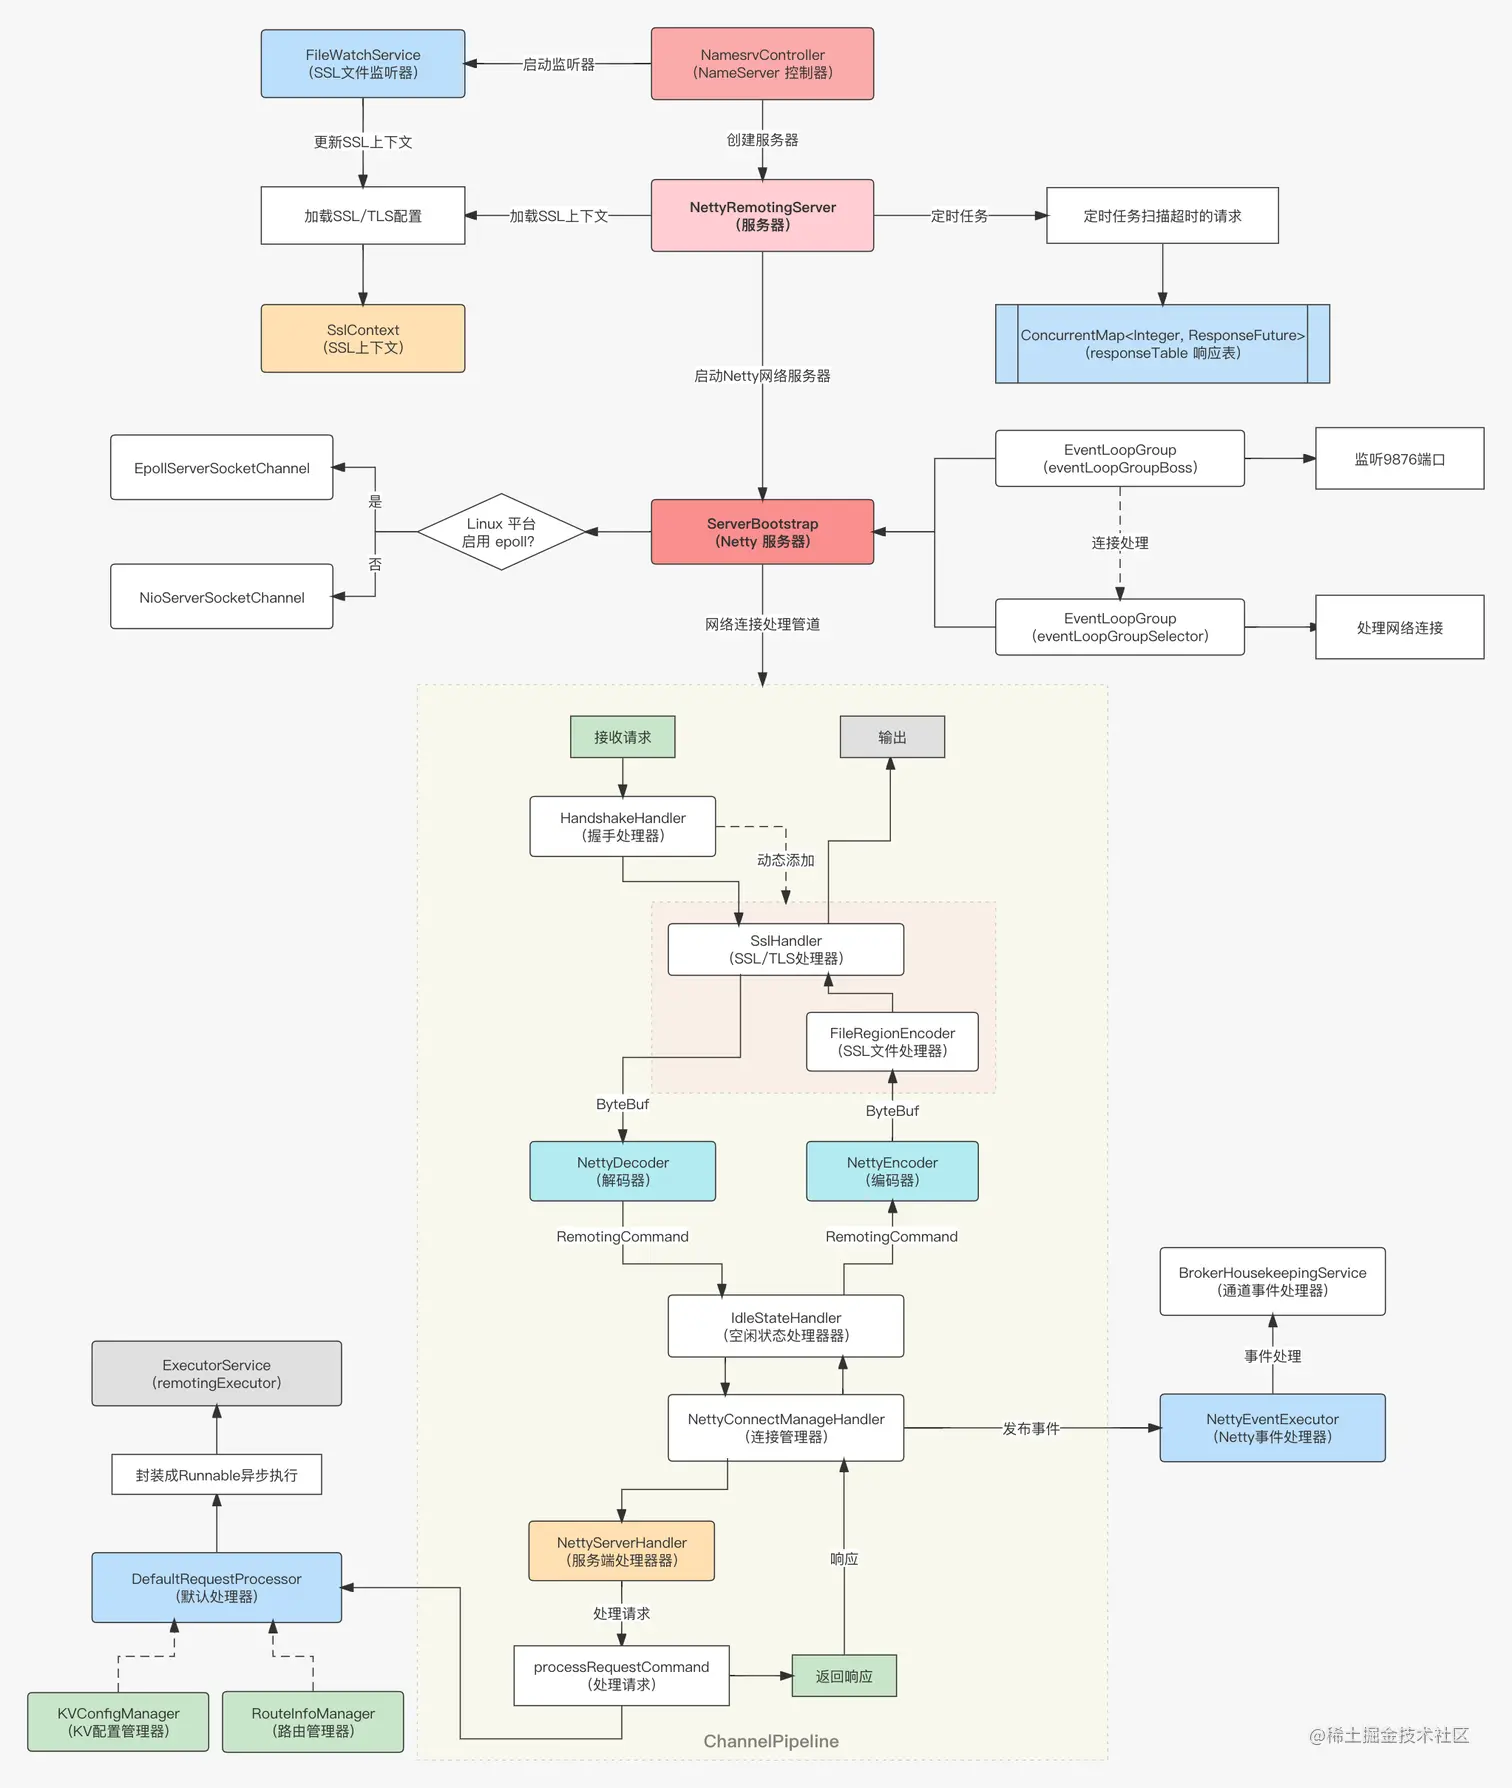 FileWatchService
（SSL文件监听器）
启动监听器
NamesrvController
（NameServer 控制器）
更新SSL上下文
创建服务器
加载SSL/TLS配置
加载SSL上下文
NettyRemotingServer
（服务器）
定时任务
定时任务扫描超时的请求
SslContext
（SSL上下文）
ConcurrentMap<Integer, ResponseFuture>
（responseTable 响应表）
启动Netty网络服务器
EpollServerSocketChannel
是
Linux 平台
启用 epoll?
否
NioServerSocketChannel
ServerBootstrap
（Netty 服务器）
EventLoopGroup
(eventLoopGroupBoss)
监听9876端口
连接处理
EventLoopGroup
（eventLoopGroupSelector)
处理网络连接
网络连接处理管道
接收请求
输出
HandshakeHandler
（握手处理器）
动态添加
SslHandler
（SSL/TLS处理器）
FileRegionEncoder
（SSL文件处理器）
ByteBuf
ByteBuf
NettyDecoder
（解码器）
NettyEncoder
（编码器）
RemotingCommand
RemotingCommand
IdleStateHandler
（空闲状态处理器器）
NettyConnectManageHandler
（连接管理器）
发布事件
BrokerHousekeepingService
（通道事件处理器）
事件处理
NettyEventExecutor
（Netty事件处理器）
ExecutorService
（remotingExecutor）
封装成Runnable异步执行
NettyServerHandler
（服务端处理器器）
响应
DefaultRequestProcessor
（默认处理器）
处理请求
processRequestCommand
（处理请求）
返回响应
KVConfigManager
（KV配置管理器）
RouteInfoManager
（路由管理器）
ChannelPipeline
@稀土掘金技术社区